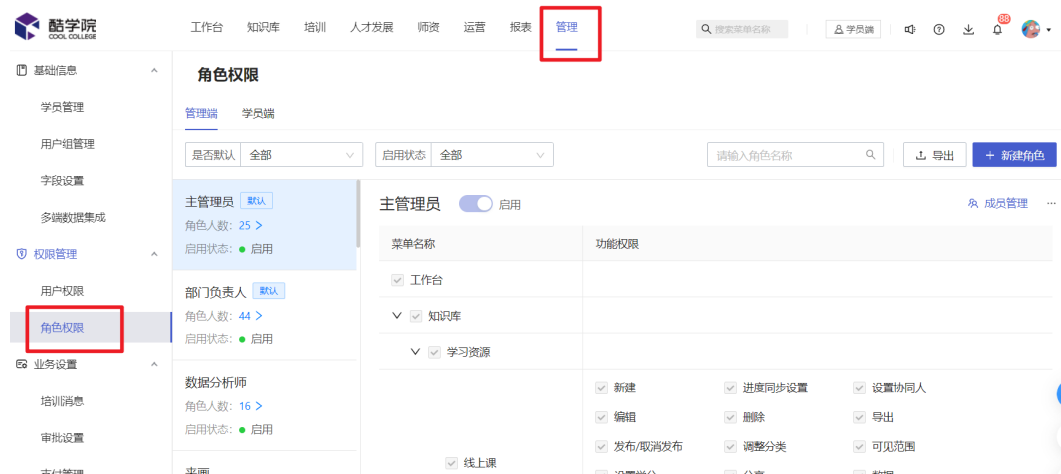 酷学院
COOL COLLEGE
工作台 知识库 培训 人才发展 师资 运营 报表 管理
搜索菜单名称
学员端
88
基础信息
学员管理
用户组管理
字段设置
多端数据集成
权限管理
用户权限
角色权限
业务设置
培训消息
审批设置
支付管理
角色权限
管理端 学员端
是否默认 全部
启用状态 全部
请输入角色名称
导出
+ 新建角色
主管理员 默认
角色人数: 25 >
启用状态: 启用
部门负责人 默认
角色人数: 44 >
启用状态: 启用
数据分析师
角色人数: 16 >
启用状态: 启用
主管理员 启用
成员管理 ...
菜单名称 功能权限
工作台
知识库
学习资源
线上课
新建 进度同步设置 设置协同人
编辑 删除 导出
发布/取消发布 调整分类 可见范围
设置学分 分享 数据